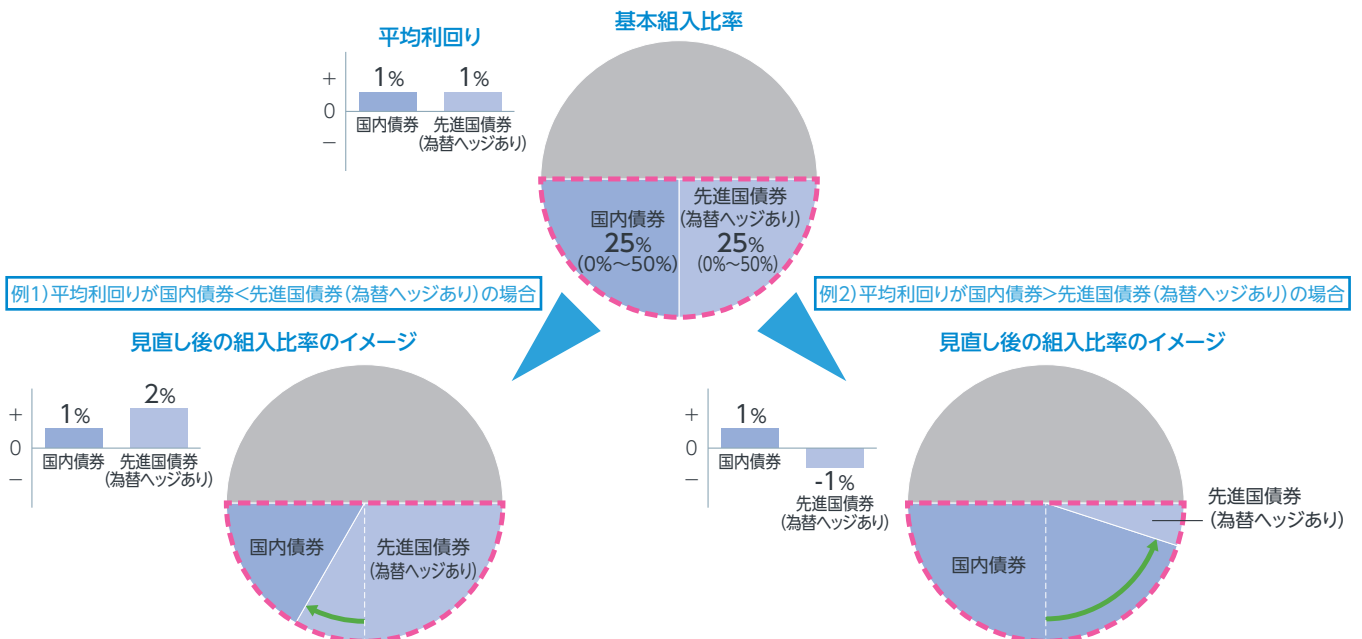 基本組入比率
平均利回り
+
0
−
1%
1%
国内債券
先進国債券
(為替ヘッジあり)
国内債券
25%
(0%～50%)
先進国債券
(為替ヘッジあり)
25%
(0%～50%)
例1)平均利回りが国内債券<先進国債券(為替ヘッジあり)の場合
見直し後の組入比率のイメージ
+
0
−
1%
2%
国内債券
先進国債券
(為替ヘッジあり)
国内債券
先進国債券
(為替ヘッジあり)
例2)平均利回りが国内債券>先進国債券(為替ヘッジあり)の場合
見直し後の組入比率のイメージ
+
0
−
1%
国内債券
-1%
先進国債券
(為替ヘッジあり)
国内債券
先進国債券
(為替ヘッジあり)